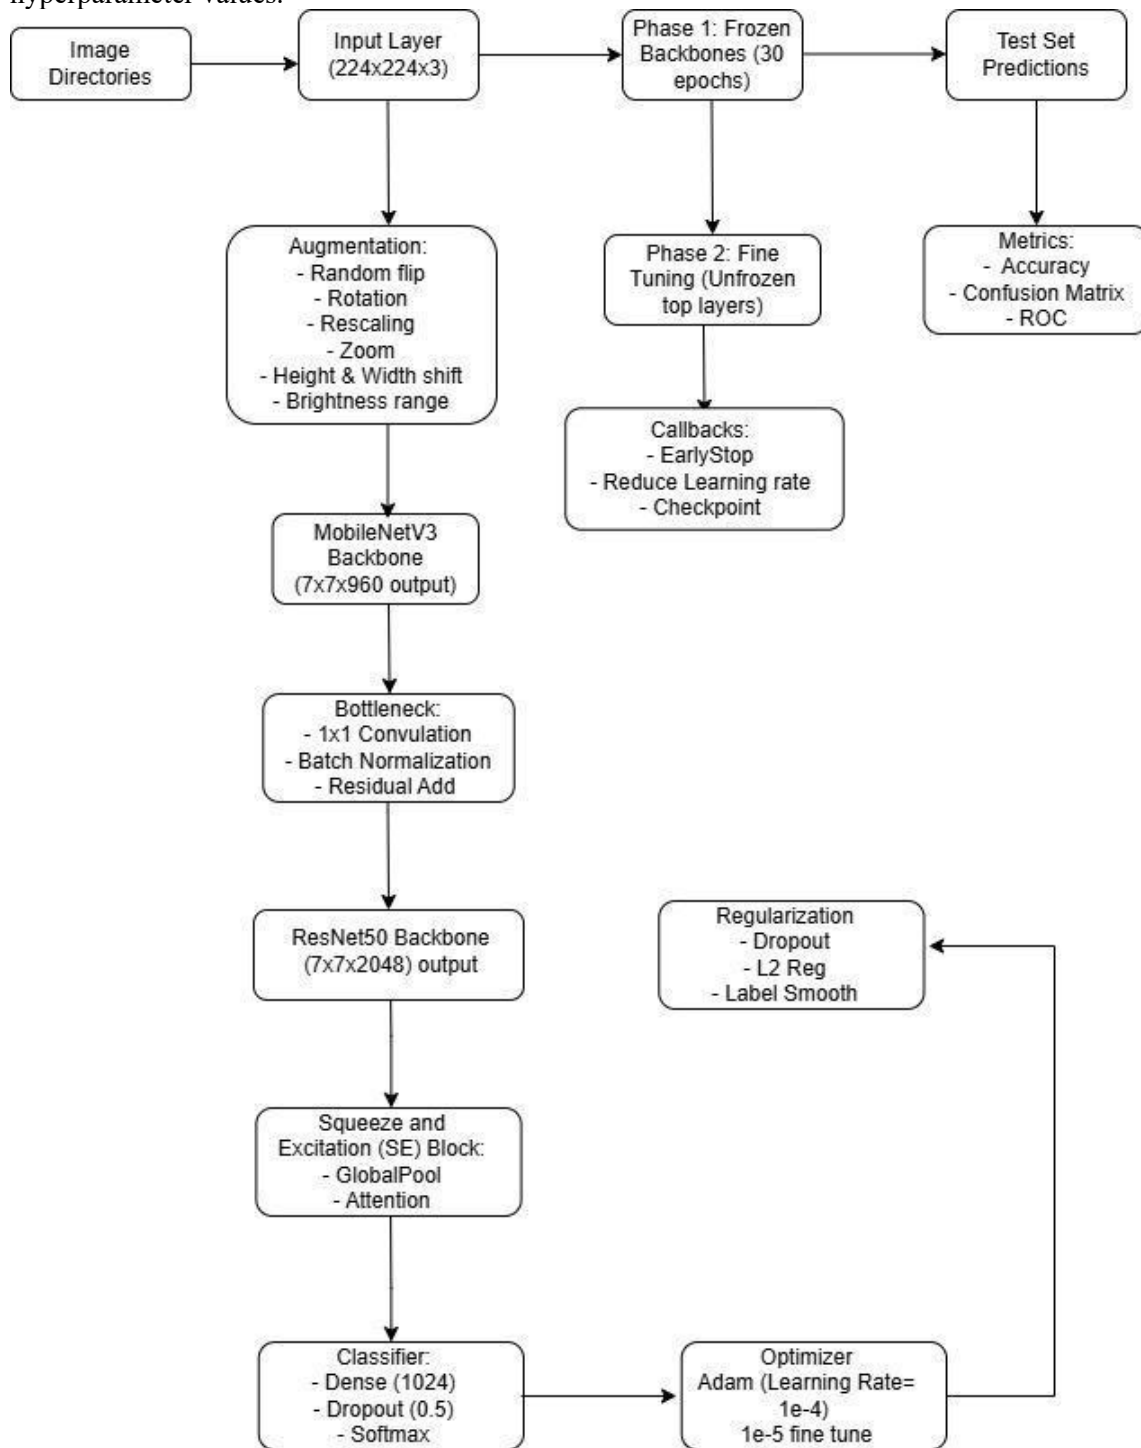 hyperparameter values.
Image
Directories
Input Layer
(224x224x3)
Phase 1: Frozen
Backbones (30
epochs)
Test Set
Predictions
Augmentation:
- Random flip
- Rotation
- Rescaling
- Zoom
- Height & Width shift
- Brightness range
Phase 2: Fine
Tuning (Unfrozen
top layers)
Metrics:
- Accuracy
- Confusion Matrix
- ROC
Callbacks:
- EarlyStop
- Reduce Learning rate
- Checkpoint
MobileNetV3
Backbone
(7x7x960 output)
Bottleneck:
- 1x1 Convulation
- Batch Normalization
- Residual Add
ResNet50 Backbone
(7x7x2048) output
Regularization
- Dropout
- L2 Reg
- Label Smooth
Squeeze and
Excitation (SE) Block:
- GlobalPool
- Attention
Classifier:
- Dense (1024)
- Dropout (0.5)
- Softmax
Optimizer
Adam (Learning Rate=
1e-4)
1e-5 fine tune